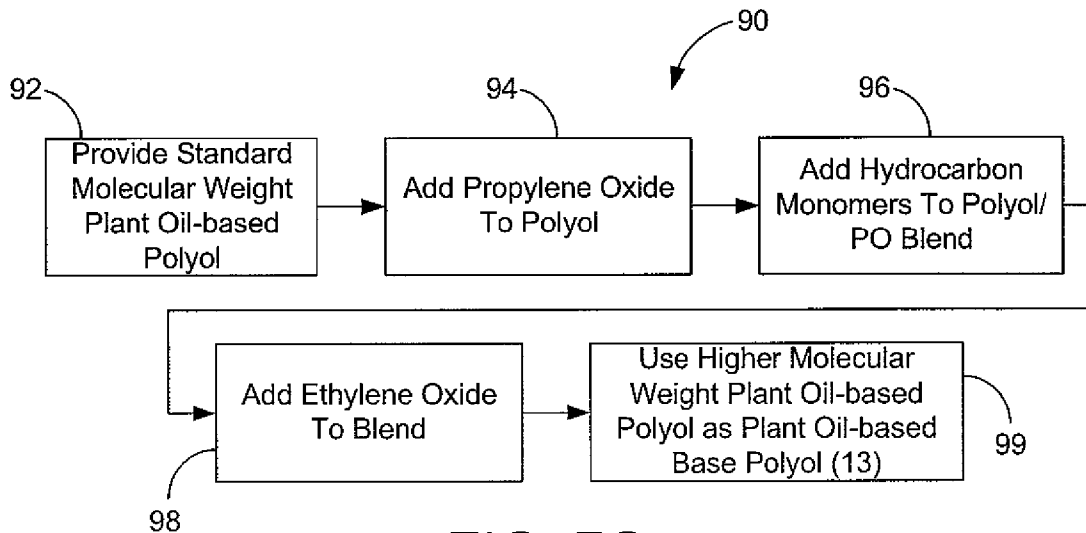 90
92
94
96
Provide Standard
Molecular Weight
Plant Oil-based
Polyol
Add Propylene Oxide
To Polyol
Add Hydrocarbon
Monomers To Polyol/
PO Blend
Add Ethylene Oxide
To Blend
Use Higher Molecular
Weight Plant Oil-based
Polyol as Plant Oil-based
Base Polyol (13)
99
98